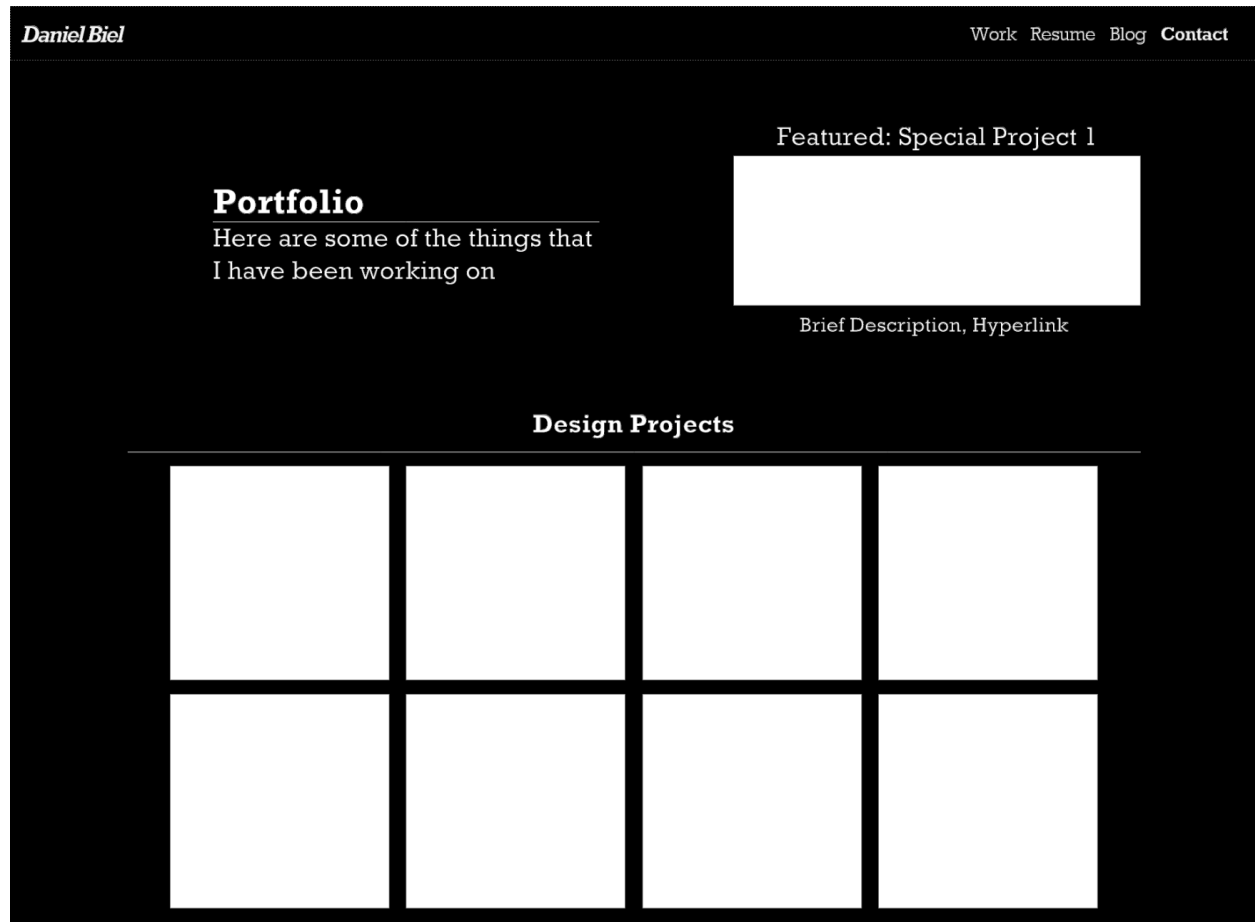 Daniel Biel
Work Resume Blog Contact
Featured: Special Project 1
Portfolio
Here are some of the things that
I have been working on
Brief Description, Hyperlink
Design Projects